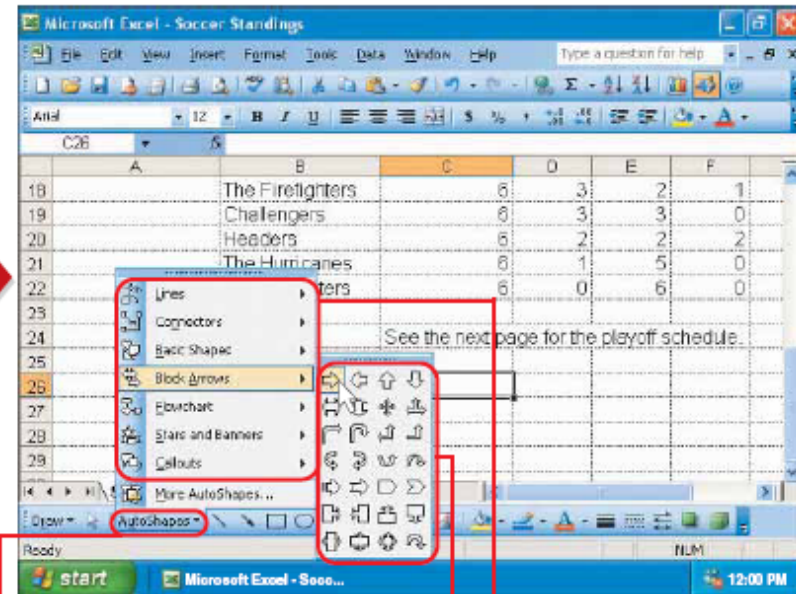 Microsoft Excel - Soccer Standings
File Edit View Insert Format Tools Data Window Help Type a question for help
Arial 12 B I U $ % , Σ A
C26 fx
A B C D E F
18 The Firefighters 6 3 2 1
19 Challengers 6 3 3 0
20 Headers 6 2 2 2
21 The Hurricanes 6 1 5 0
22 ters 6 0 6 0
23
24 See the next page for the playoff schedule.
25
26
27
28
29
Lines
Connectors
Basic Shapes
Block Arrows
Flowchart
Stars and Banners
Callouts
More AutoShapes...
Draw AutoShapes A
Ready NUM
start Microsoft Excel - Socc... 12:00 PM